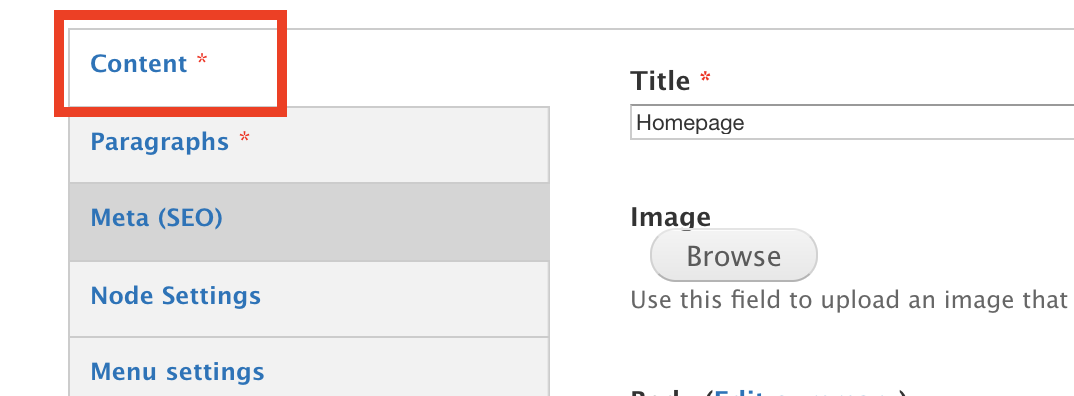 Content *
Paragraphs *
Meta (SEO)
Node Settings
Menu settings
Title *
Homepage
Image
Browse
Use this field to upload an image that